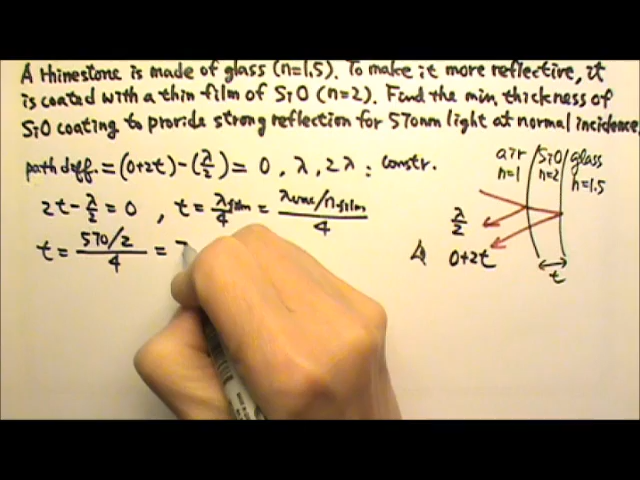 A rhinestone is made of glass (n=1.5). To make it more reflective, it
is coated with a thin film of SiO (n=2). Find the min. thickness of
SiO coating to provide strong reflection for 570nm light at normal incidence.
path diff. = (0+2t) - (λ/2) = 0, λ, 2λ : constr.
2t - λ/2 = 0 , t = λfilm/4 = (λvac/nfilm)/4
t = (570/2)/4 =
air SiO glass
n=1 n=2 n=1.5
λ/2
0+2t
t